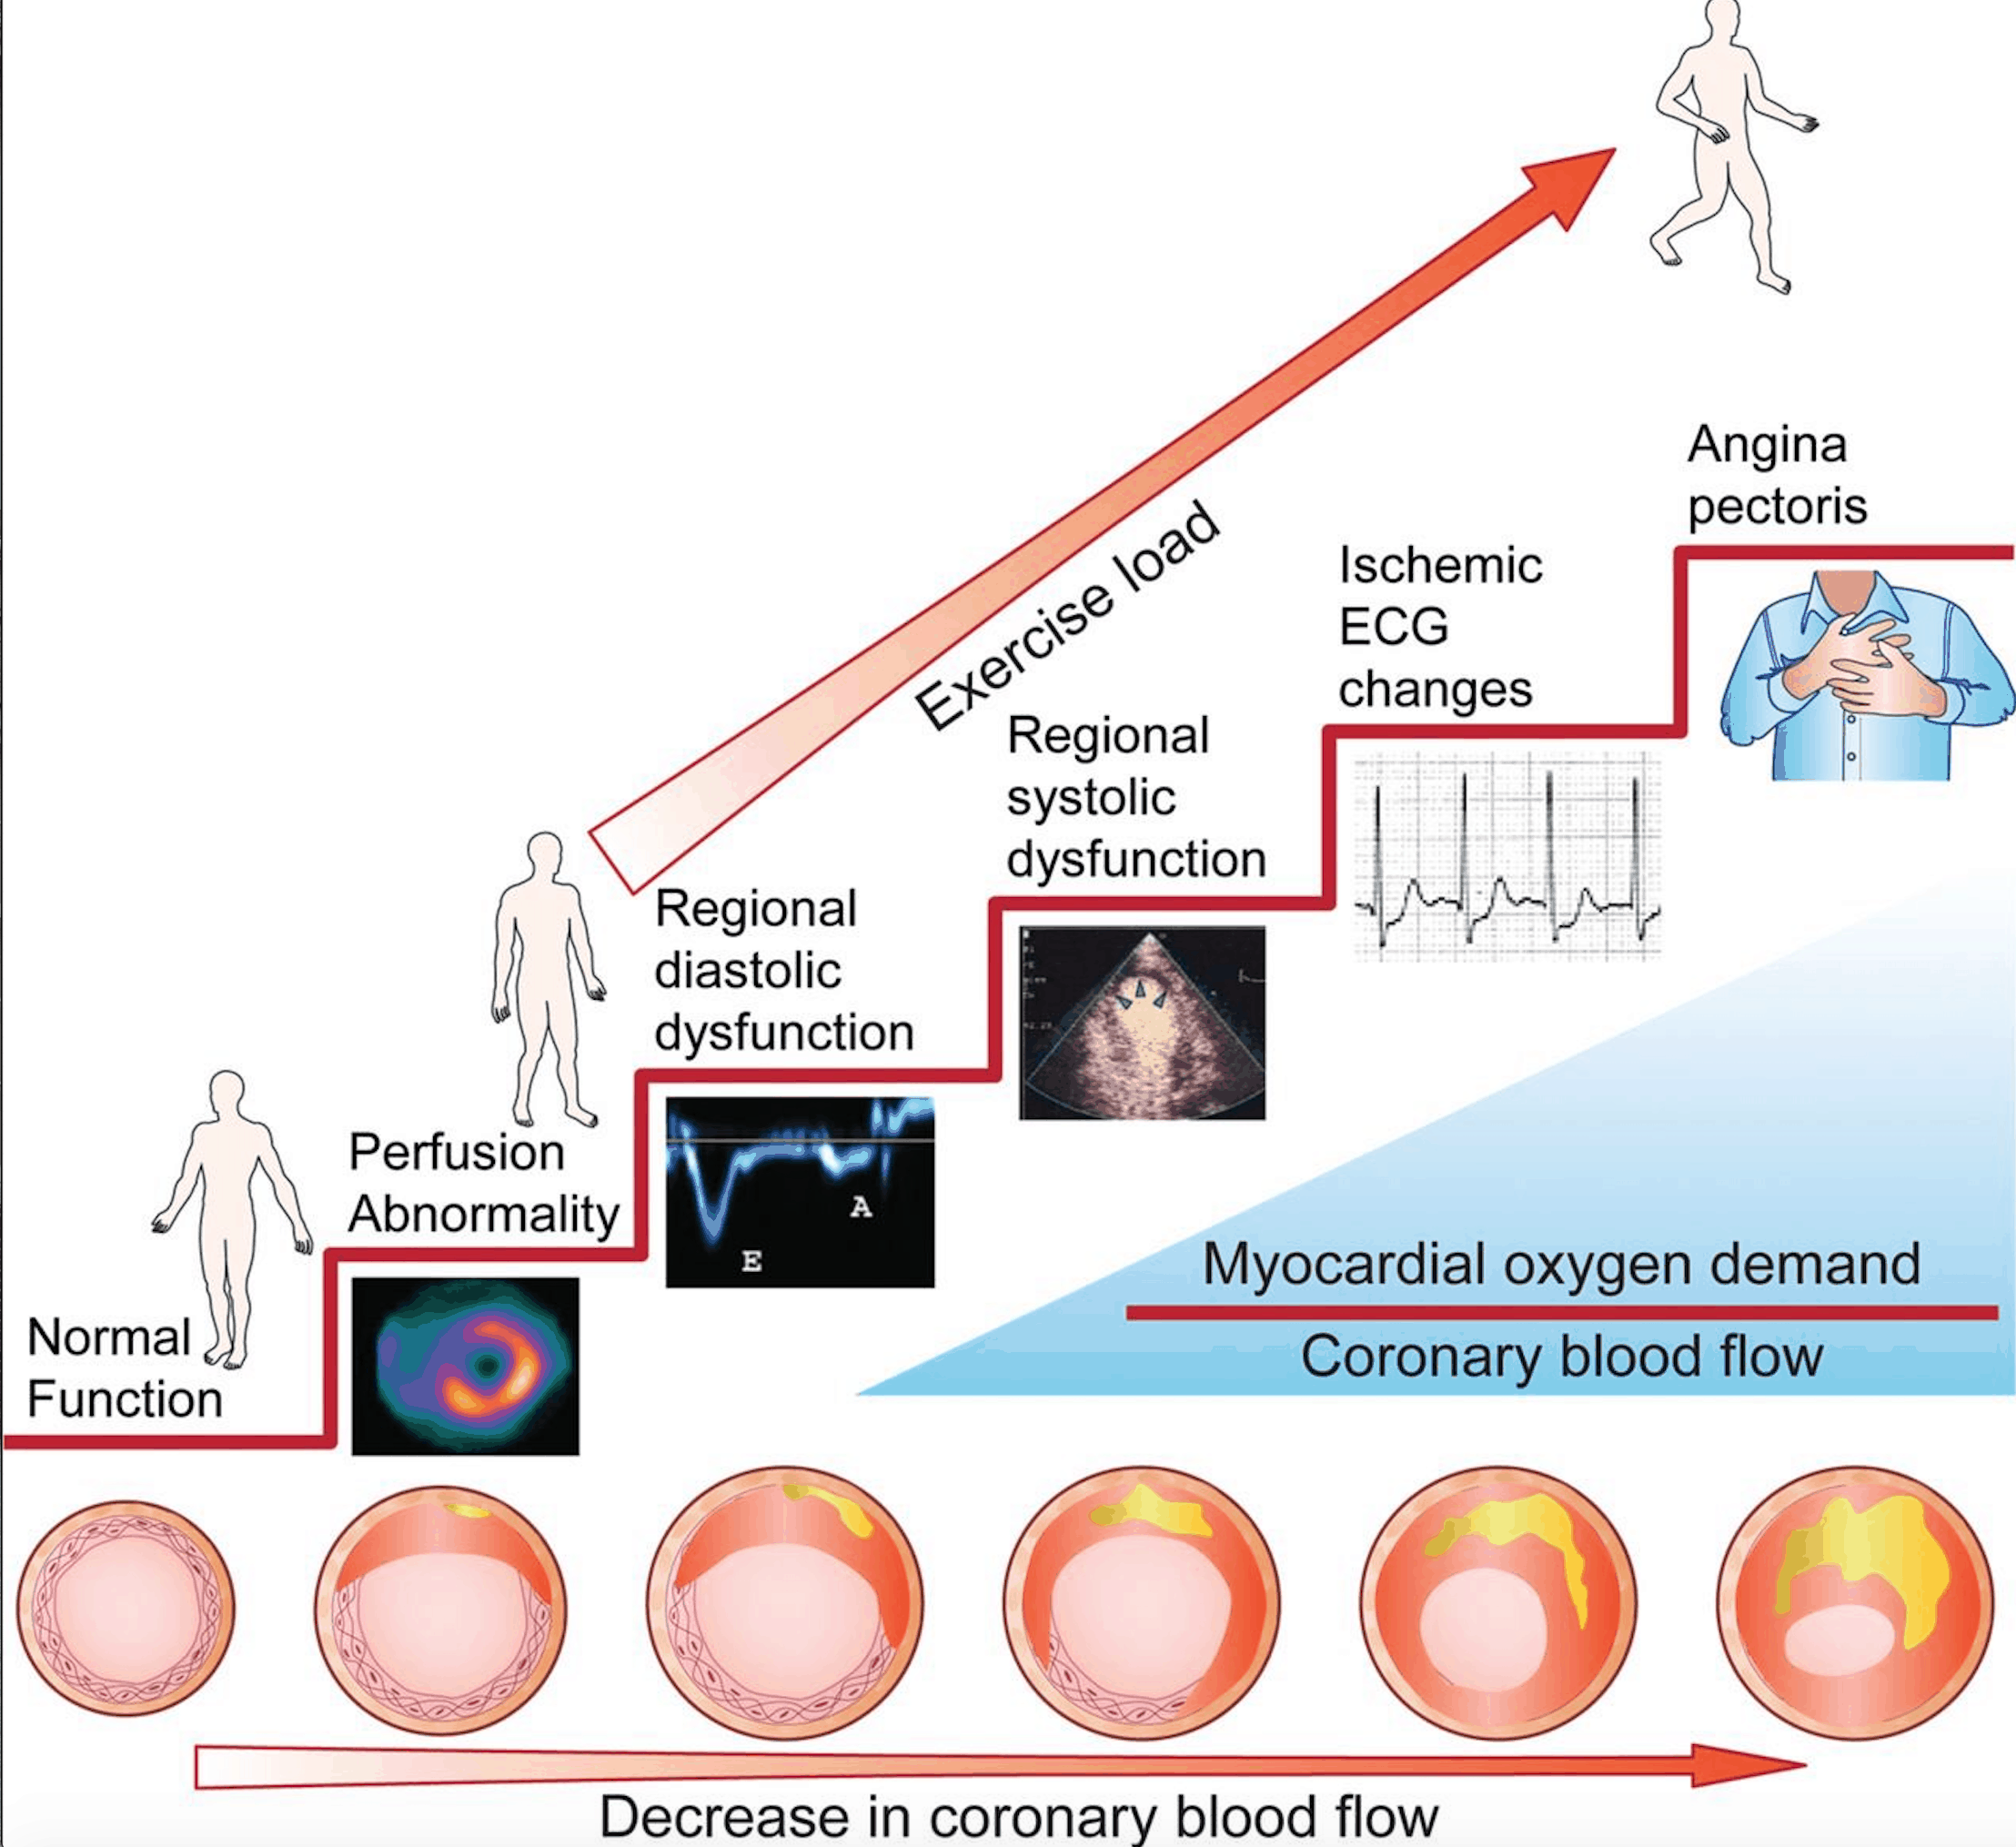 Angina
pectoris
Ischemic
ECG
changes
Exercise load
Regional
systolic
dysfunction
Regional
diastolic
dysfunction
Perfusion
Abnormality
Normal
Function
A
E
Myocardial oxygen demand
Coronary blood flow
Decrease in coronary blood flow